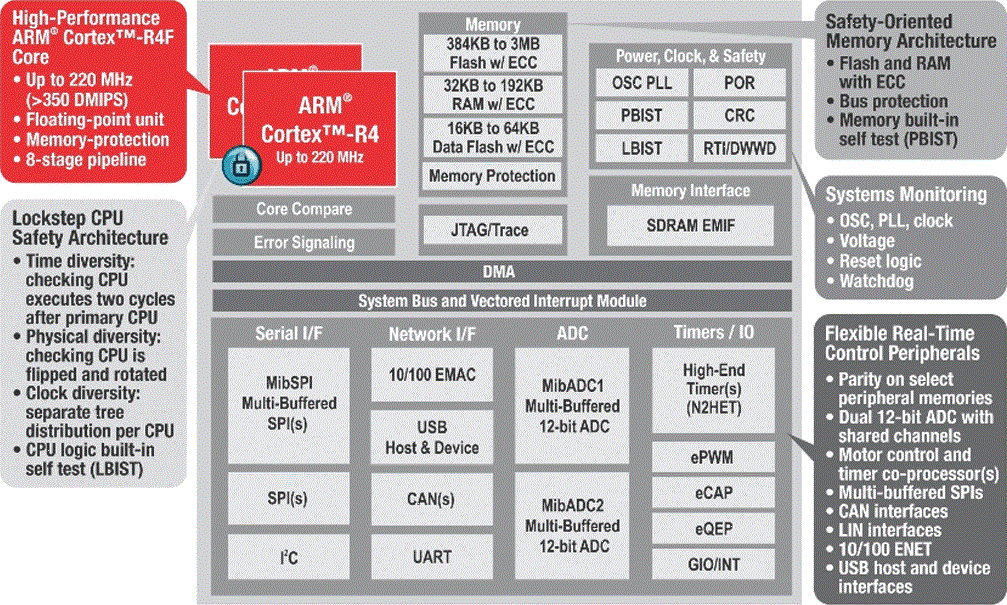 High-Performance
ARM® Cortex™-R4F
Core
• Up to 220 MHz
(>350 DMIPS)
• Floating-point unit
• Memory-protection
• 8-stage pipeline
Lockstep CPU
Safety Architecture
• Time diversity:
checking CPU
executes two cycles
after primary CPU
• Physical diversity:
checking CPU is
flipped and rotated
• Clock diversity:
separate tree
distribution per CPU
• CPU logic built-in
self test (LBIST)
ARM®
Co
ARM®
Cortex™-R4
Up to 220 MHz
Core Compare
Error Signaling
Memory
384KB to 3MB
Flash w/ ECC
32KB to 192KB
RAM w/ ECC
16KB to 64KB
Data Flash w/ ECC
Memory Protection
JTAG/Trace
Power, Clock, & Safety
OSC PLL
POR
PBIST
CRC
LBIST
RTI/DWWD
Memory Interface
SDRAM EMIF
DMA
System Bus and Vectored Interrupt Module
Serial I/F
MibSPI
Multi-Buffered
SPI(s)
SPI(s)
I²C
Network I/F
10/100 EMAC
USB
Host & Device
CAN(s)
UART
ADC
MibADC1
Multi-Buffered
12-bit ADC
MibADC2
Multi-Buffered
12-bit ADC
Timers / IO
High-End
Timer(s)
(N2HET)
ePWM
eCAP
eQEP
GIO/INT
Safety-Oriented
Memory Architecture
• Flash and RAM
with ECC
• Bus protection
• Memory built-in
self test (PBIST)
Systems Monitoring
• OSC, PLL, clock
• Voltage
• Reset logic
• Watchdog
Flexible Real-Time
Control Peripherals
• Parity on select
peripheral memories
• Dual 12-bit ADC with
shared channels
• Motor control and
timer co-processor(s)
• Multi-buffered SPIs
• CAN interfaces
• LIN interfaces
• 10/100 ENET
• USB host and device
interfaces